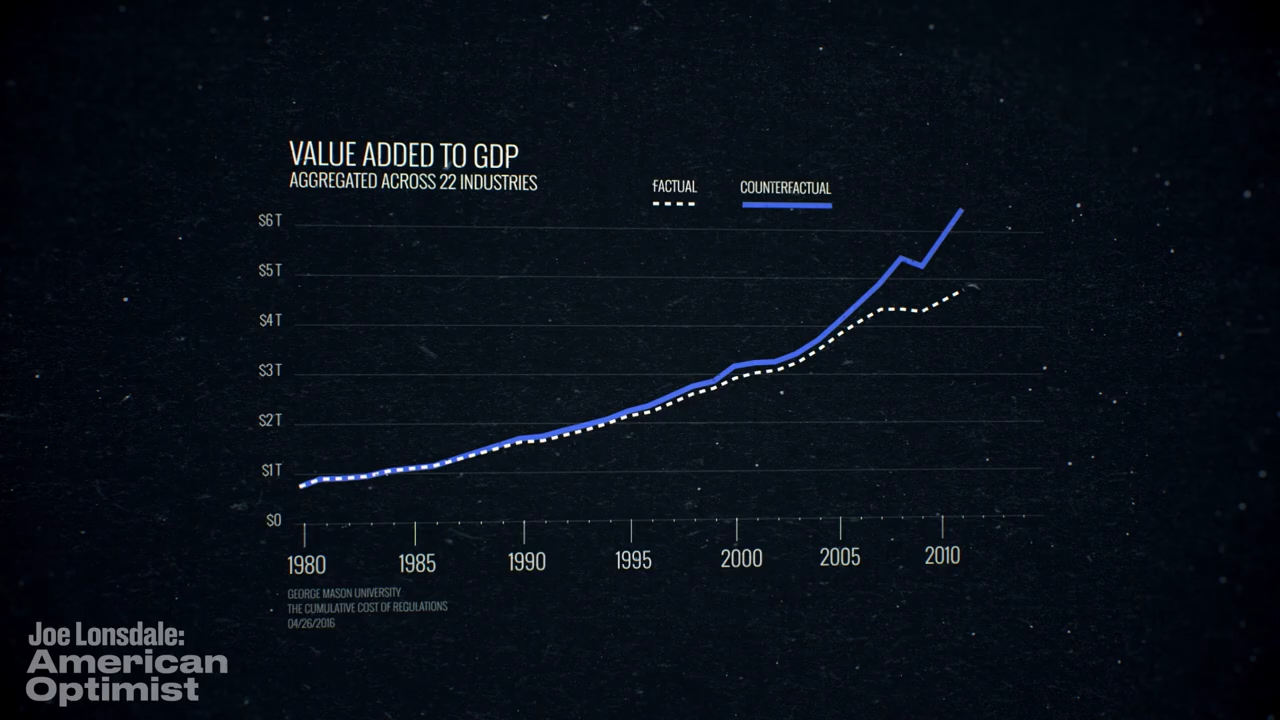 VALUE ADDED TO GDP
AGGREGATED ACROSS 22 INDUSTRIES
FACTUAL
COUNTERFACTUAL
$6 T
$5 T
$4 T
$3 T
$2 T
$1 T
$0
1980
1985
1990
1995
2000
2005
2010
GEORGE MASON UNIVERSITY
THE CUMULATIVE COST OF REGULATIONS
04/26/2016
Joe Lonsdale:
American
Optimist